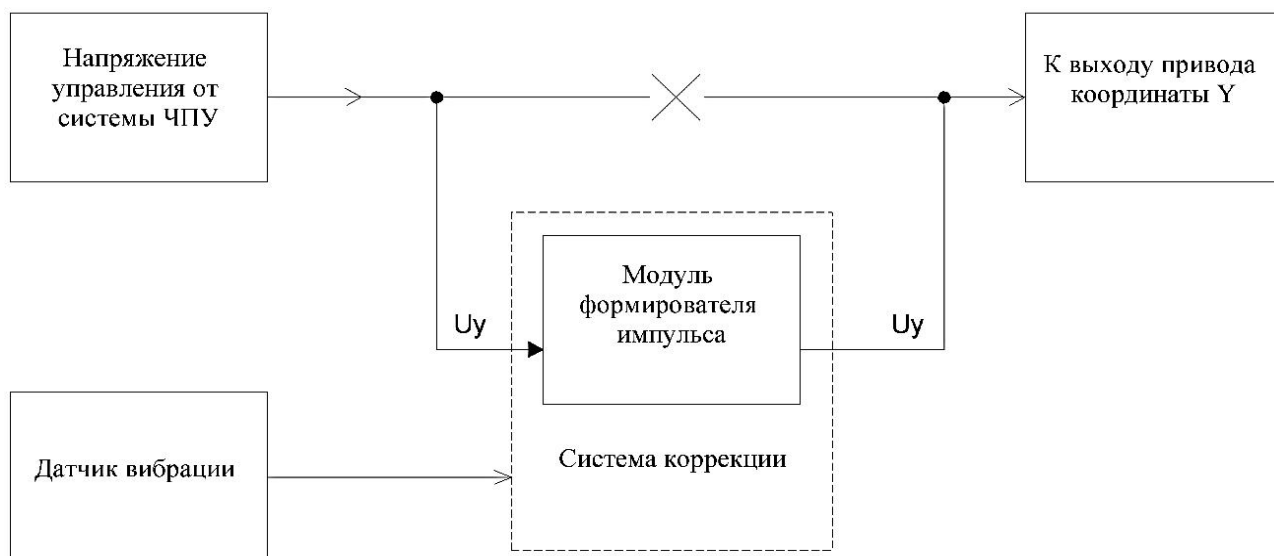 Напряжение
управления от
системы ЧПУ
К выходу привода
координаты Y
Модуль
формирователя
импульса
Uy
Uy
Система коррекции
Датчик вибрации